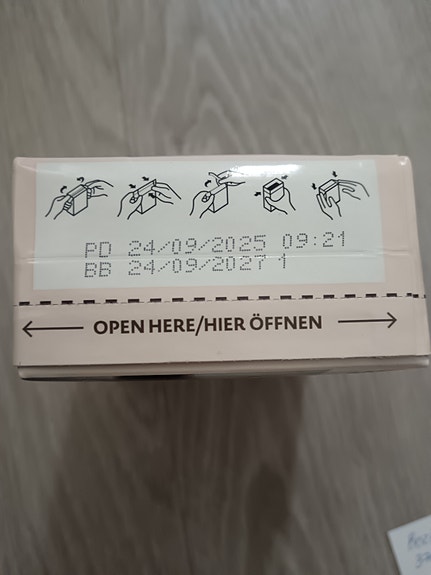 PD 24/09/2025 09:21
BB 24/09/2027 1
OPEN HERE/HIER ÖFFNEN